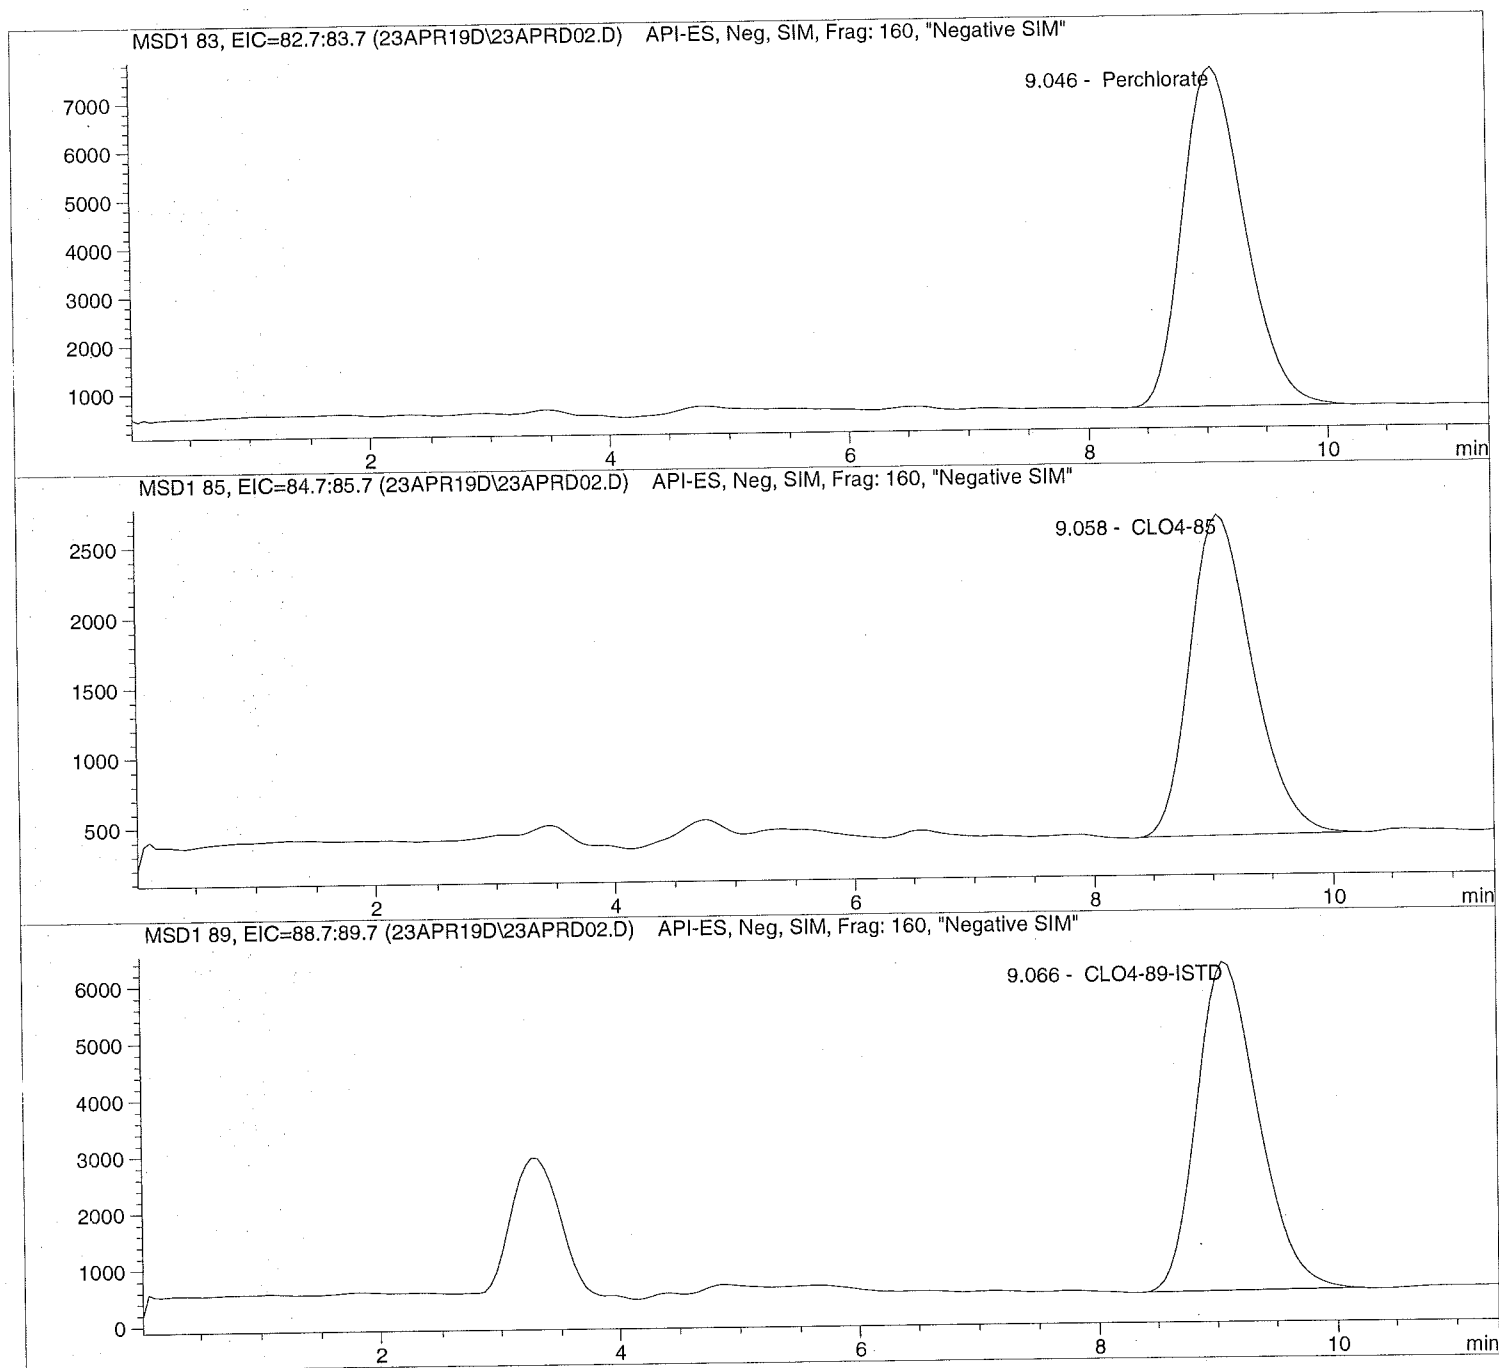 MSD1 83, EIC=82.7:83.7 (23APR19D\23APRD02.D) API-ES, Neg, SIM, Frag: 160, "Negative SIM"
9.046 - Perchlorate
7000
6000
5000
4000
3000
2000
1000
2 4 6 8 10 min
MSD1 85, EIC=84.7:85.7 (23APR19D\23APRD02.D) API-ES, Neg, SIM, Frag: 160, "Negative SIM"
9.058 - CLO4-85
2500
2000
1500
1000
500
2 4 6 8 10 min
MSD1 89, EIC=88.7:89.7 (23APR19D\23APRD02.D) API-ES, Neg, SIM, Frag: 160, "Negative SIM"
9.066 - CLO4-89-ISTD
6000
5000
4000
3000
2000
1000
0
2 4 6 8 10 min